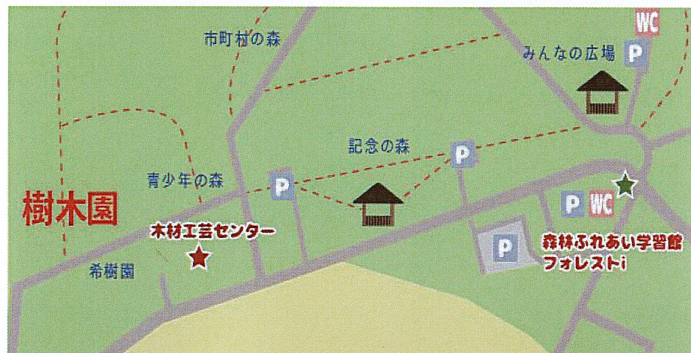 市町村の森
WC
みんなの広場
P
記念の森
P
青少年の森
P
樹木園
木材工芸センター
P WC
P
森林ふれあい学習館
フォレストi
希樹園